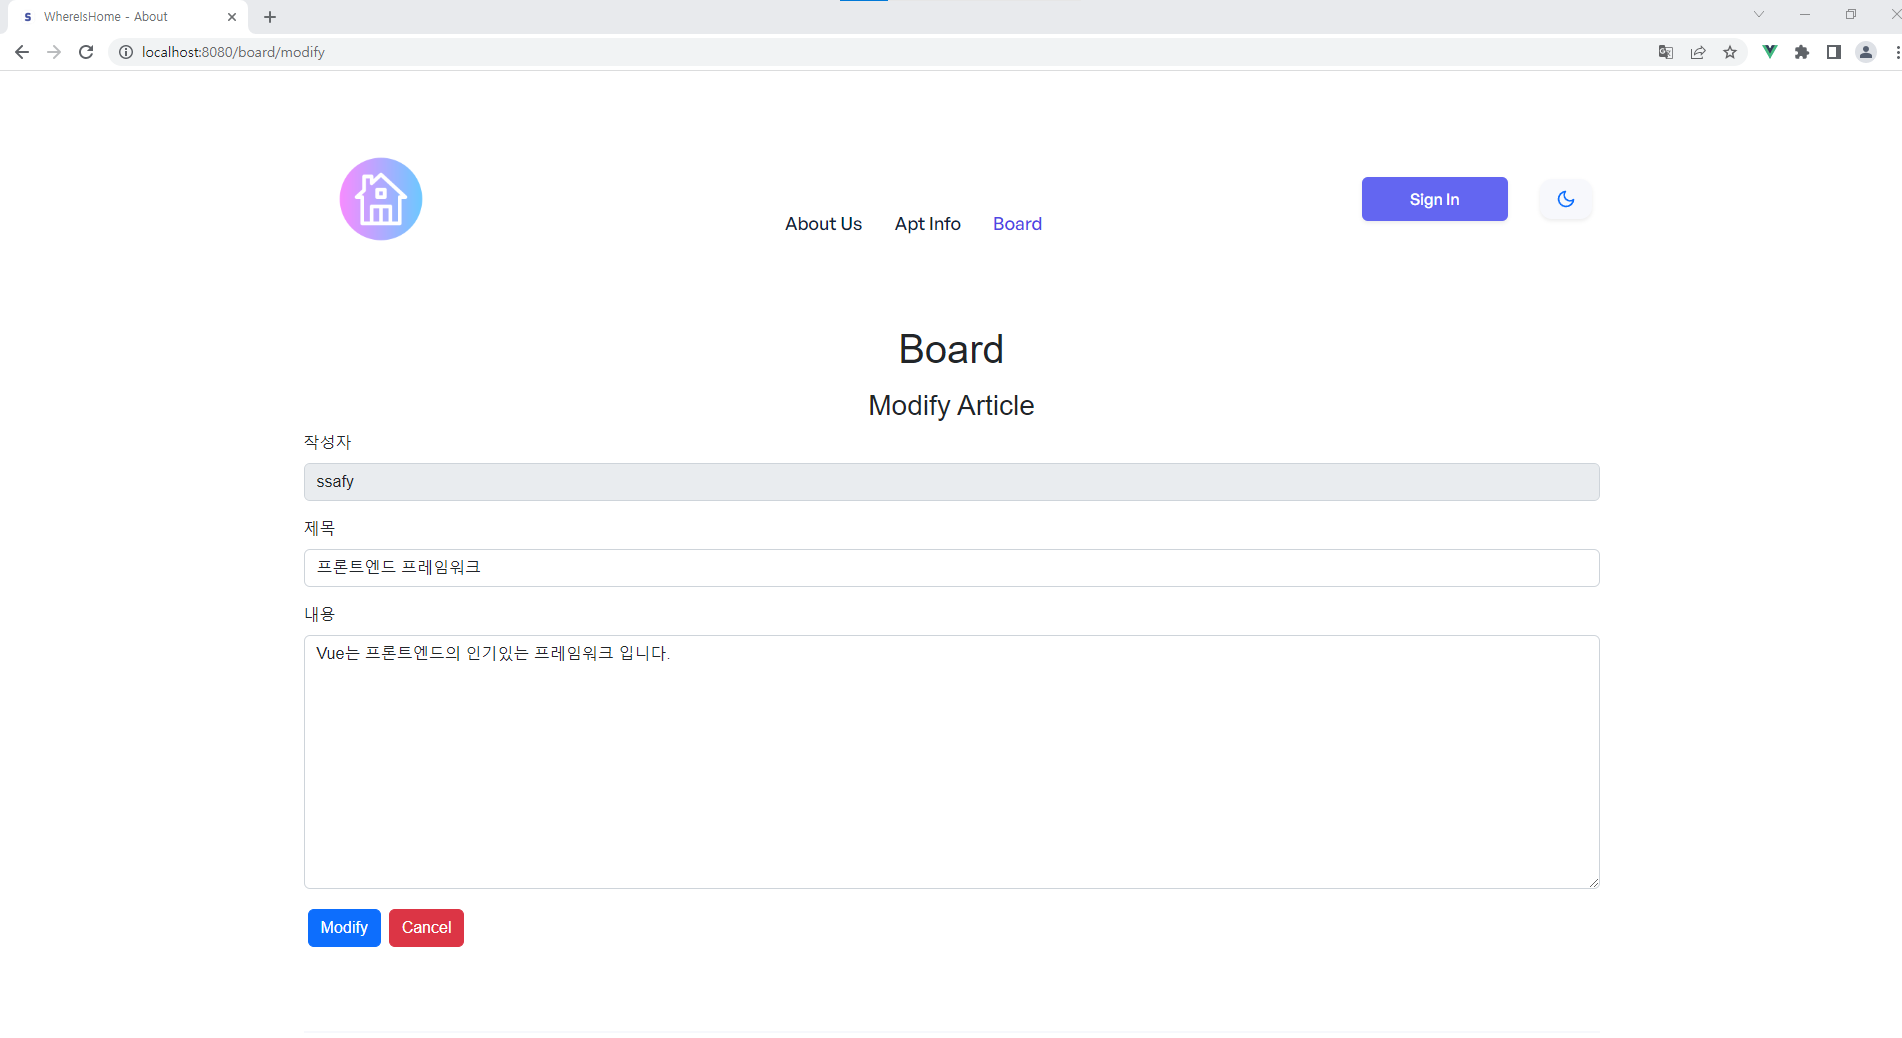 S WhereIsHome - About
localhost:8080/board/modify
About Us Apt Info Board
Sign In
Board
Modify Article
작성자
ssafy
제목
프론트엔드 프레임워크
내용
Vue는 프론트엔드의 인기있는 프레임워크 입니다.
Modify Cancel